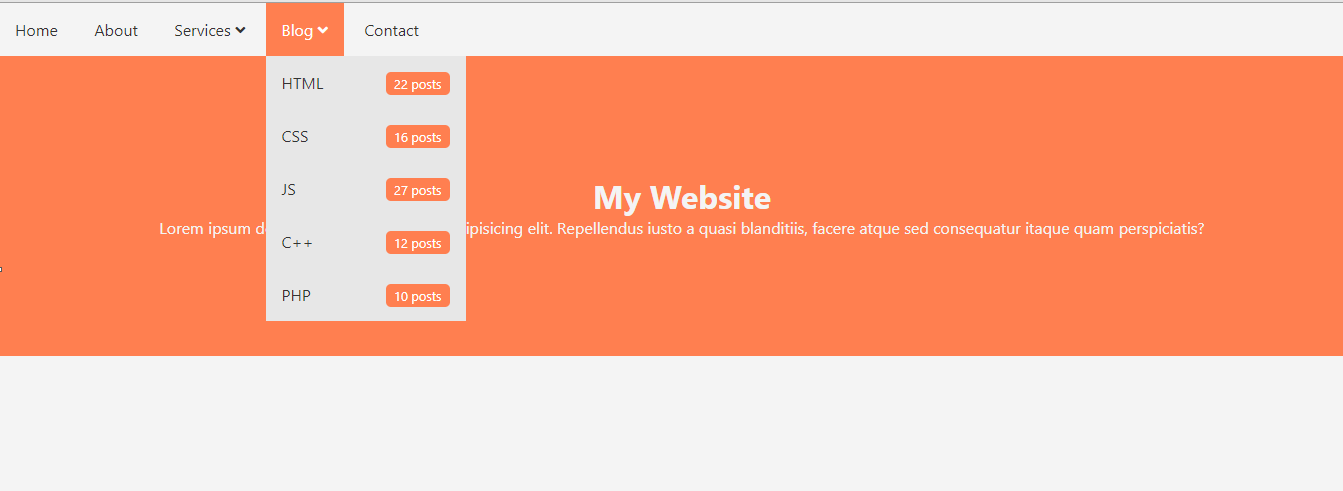 Home About Services Blog Contact
HTML 22 posts
CSS 16 posts
JS 27 posts
My Website
Lorem ipsum d ipisicing elit. Repellendus iusto a quasi blanditiis, facere atque sed consequatur itaque quam perspiciatis?
C++ 12 posts
PHP 10 posts